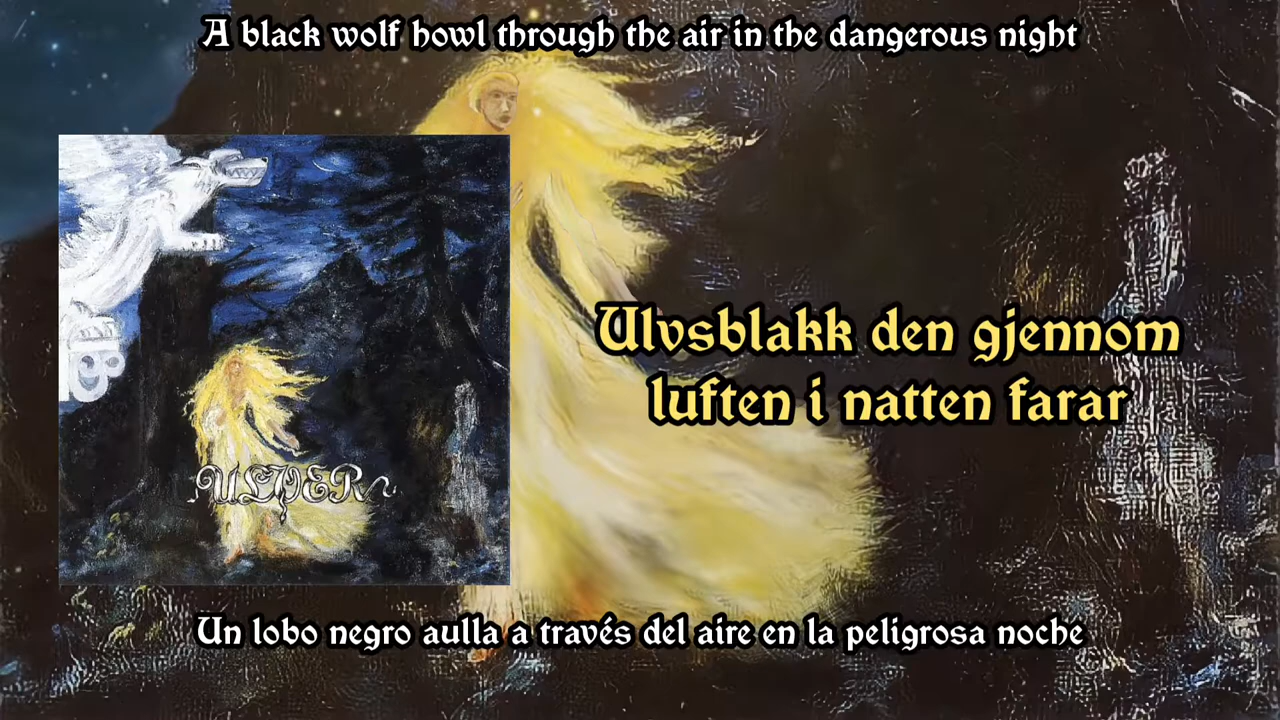 A black wolf howl through the air in the dangerous night
Ulvsblakk den gjennom
luften i natten farar
ULVER
Un lobo negro aulla a través del aire en la peligrosa noche